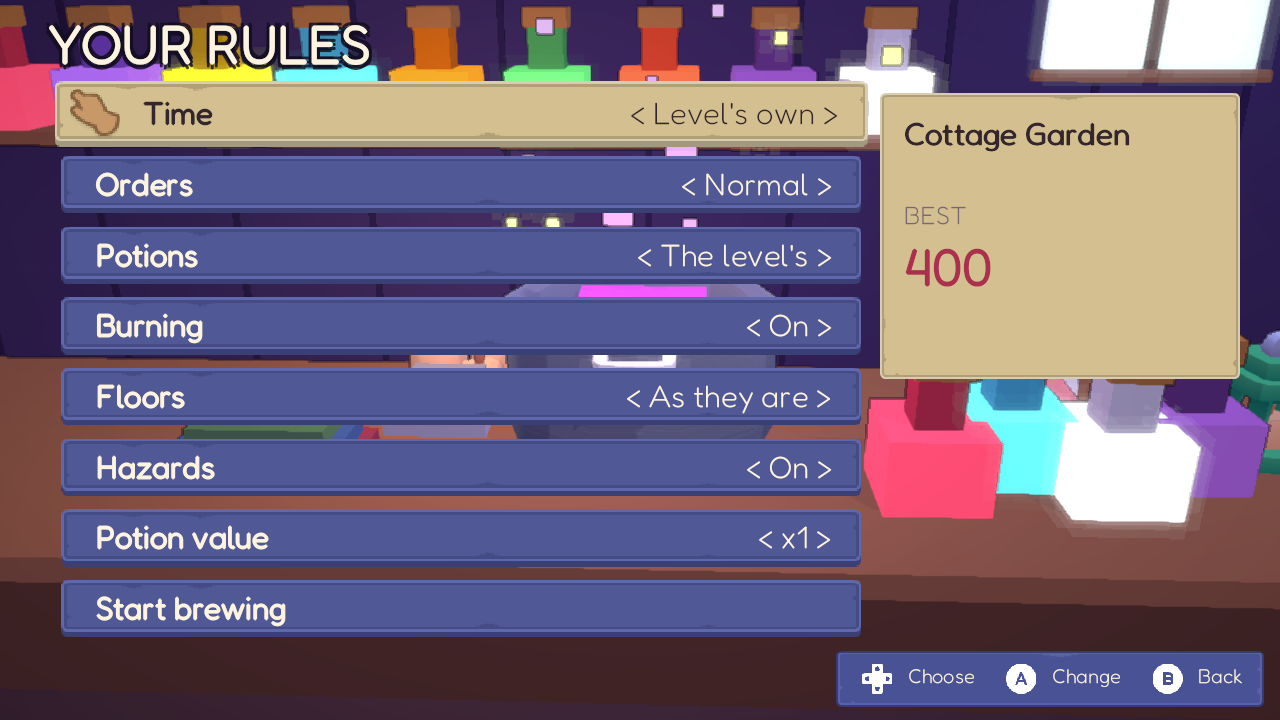 YOUR RULES
Time < Level's own >
Orders < Normal >
Potions < The level's >
Burning < On >
Floors < As they are >
Hazards < On >
Potion value < x1 >
Start brewing
Cottage Garden
BEST
400
Choose A Change B Back